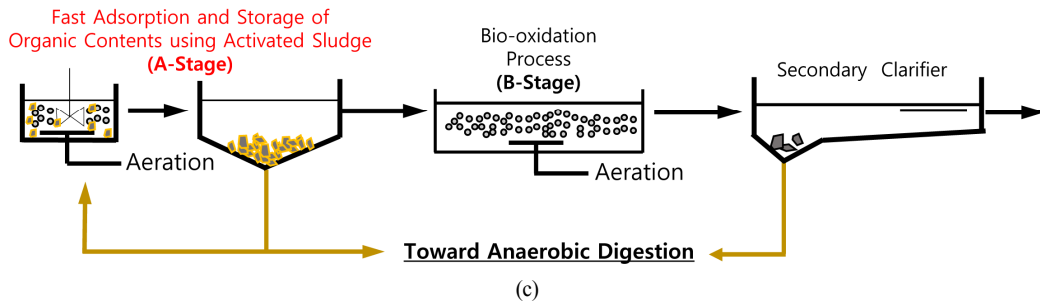 Fast Adsorption and Storage of
Organic Contents using Activated Sludge
(A-Stage)
Bio-oxidation
Process
(B-Stage)
Secondary Clarifier
Aeration
Aeration
Toward Anaerobic Digestion
(c)